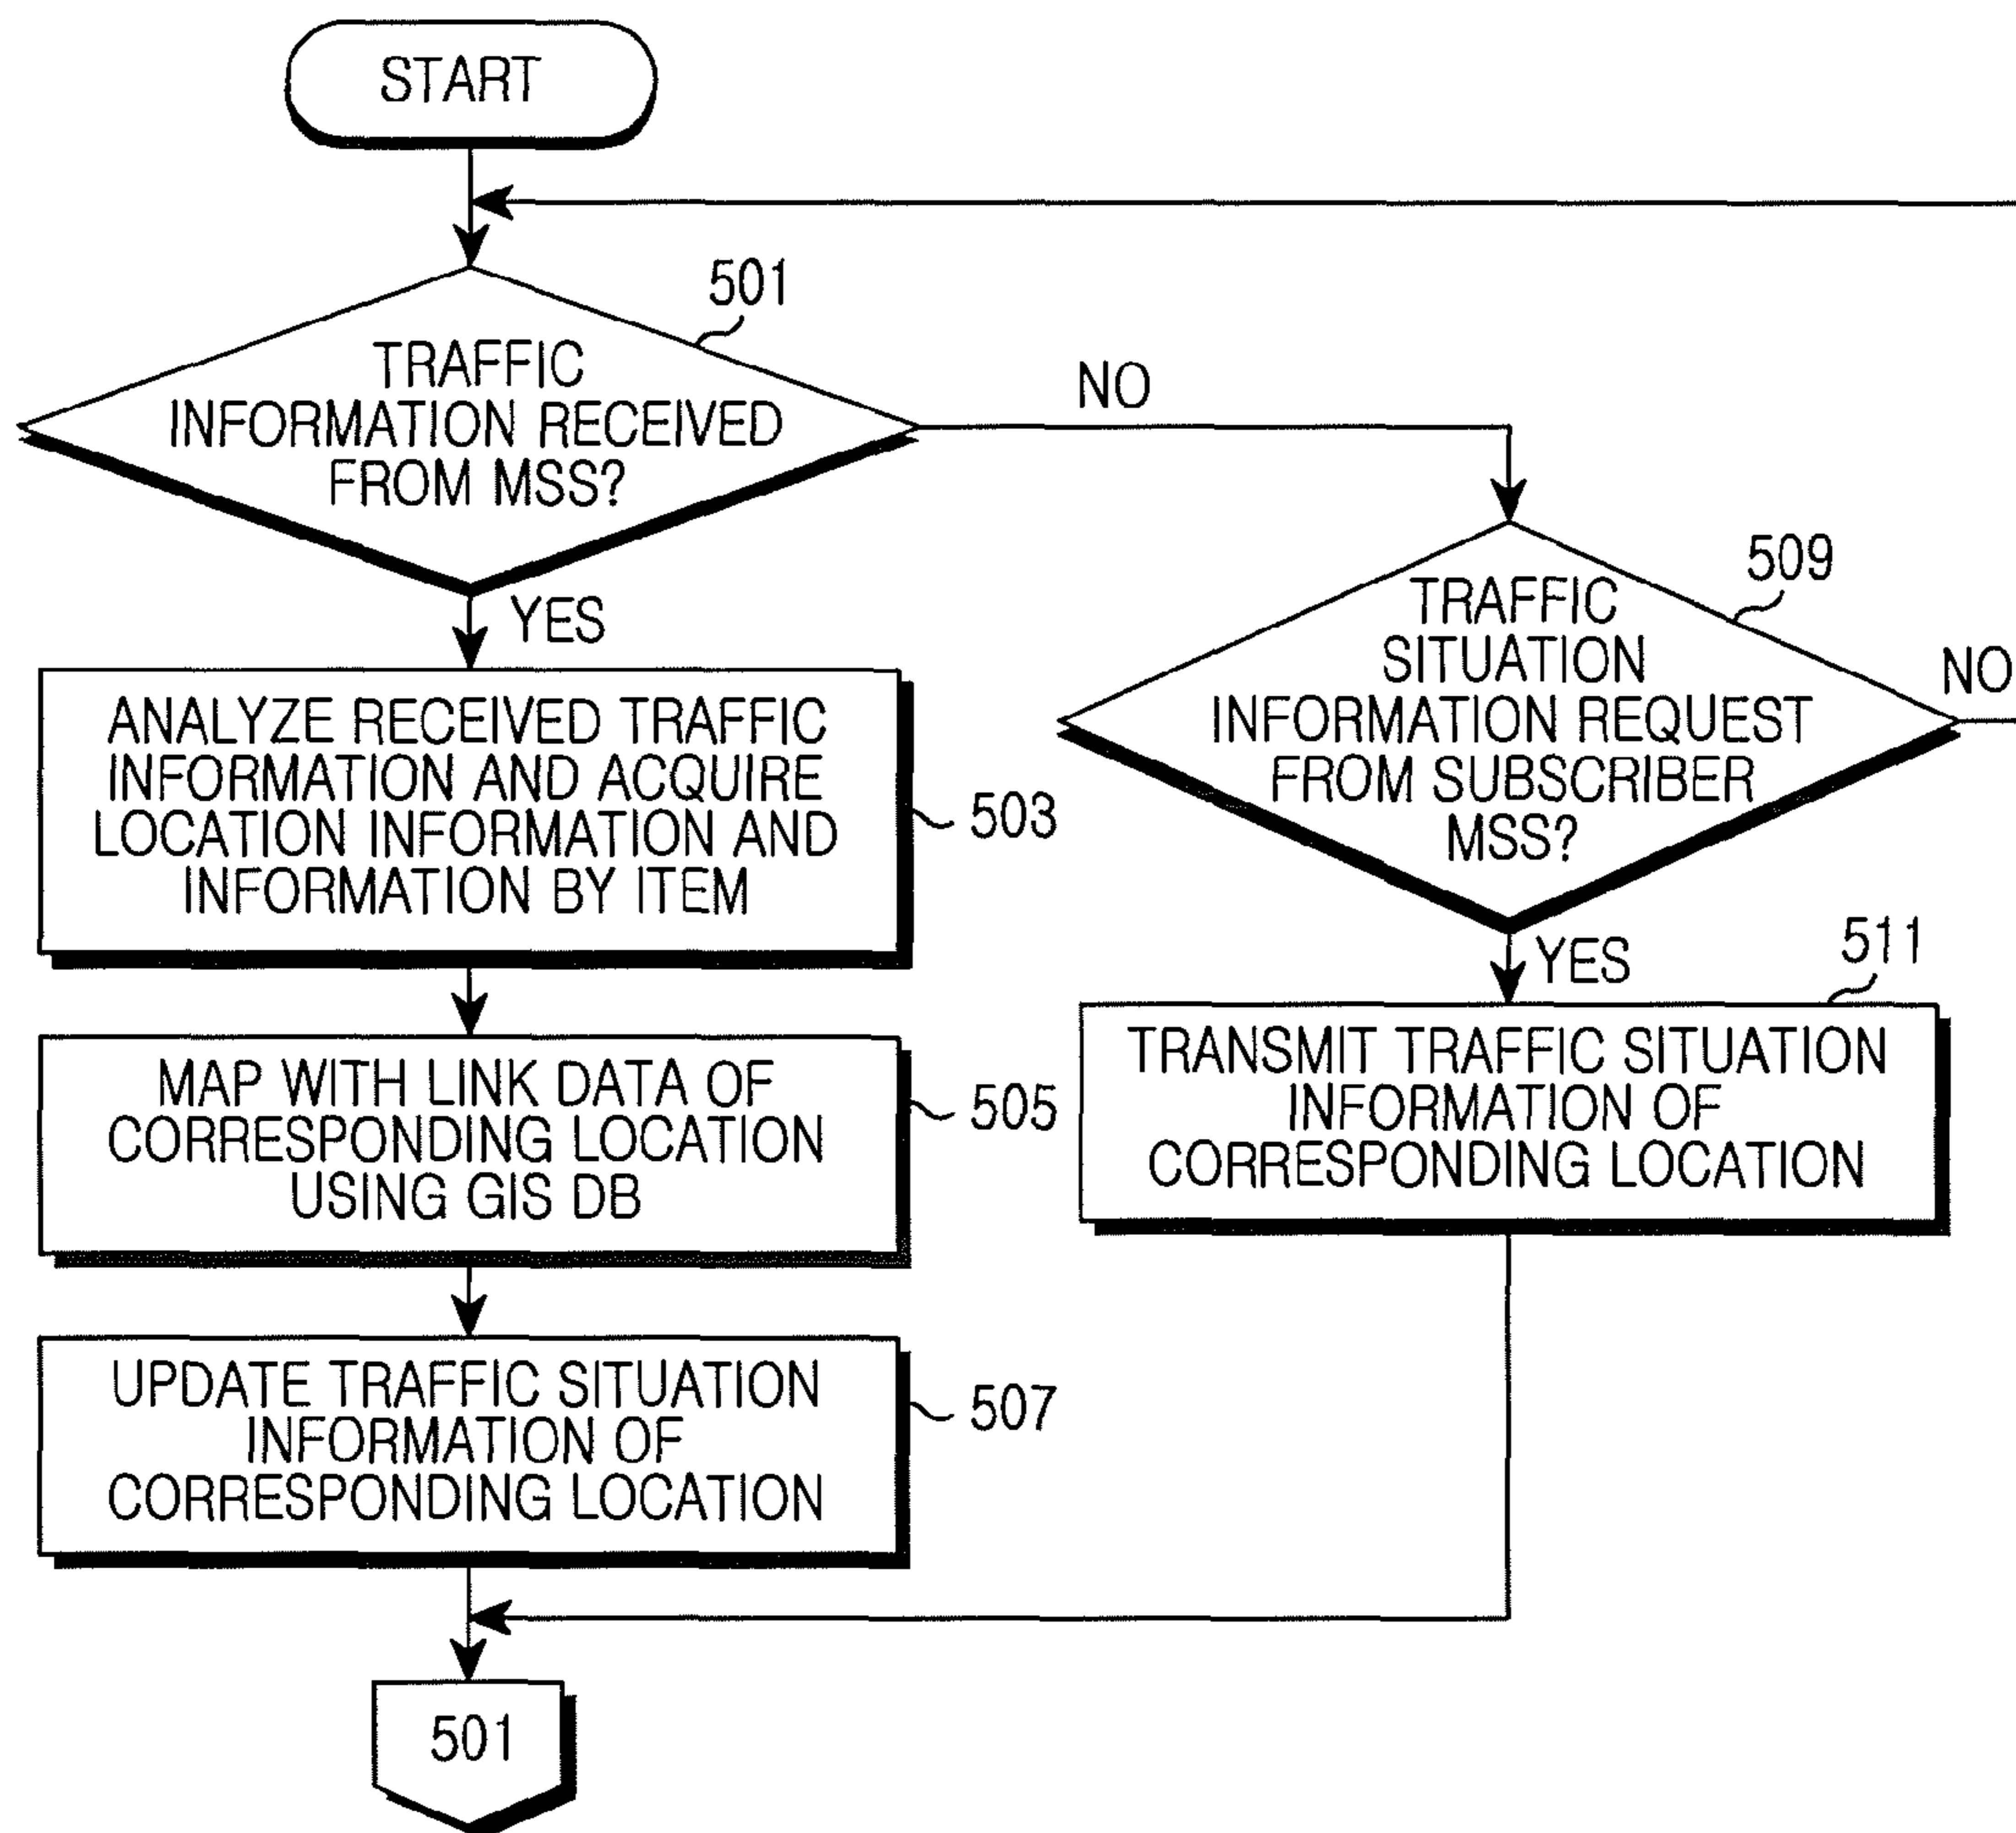 START
501
TRAFFIC
INFORMATION RECEIVED
FROM MSS?
NO
YES
ANALYZE RECEIVED TRAFFIC
INFORMATION AND ACQUIRE
LOCATION INFORMATION AND
INFORMATION BY ITEM
503
MAP WITH LINK DATA OF
CORRESPONDING LOCATION
USING GIS DB
505
UPDATE TRAFFIC SITUATION
INFORMATION OF
CORRESPONDING LOCATION
507
509
TRAFFIC
SITUATION
INFORMATION REQUEST
FROM SUBSCRIBER
MSS?
NO
YES
511
TRANSMIT TRAFFIC SITUATION
INFORMATION OF
CORRESPONDING LOCATION
501